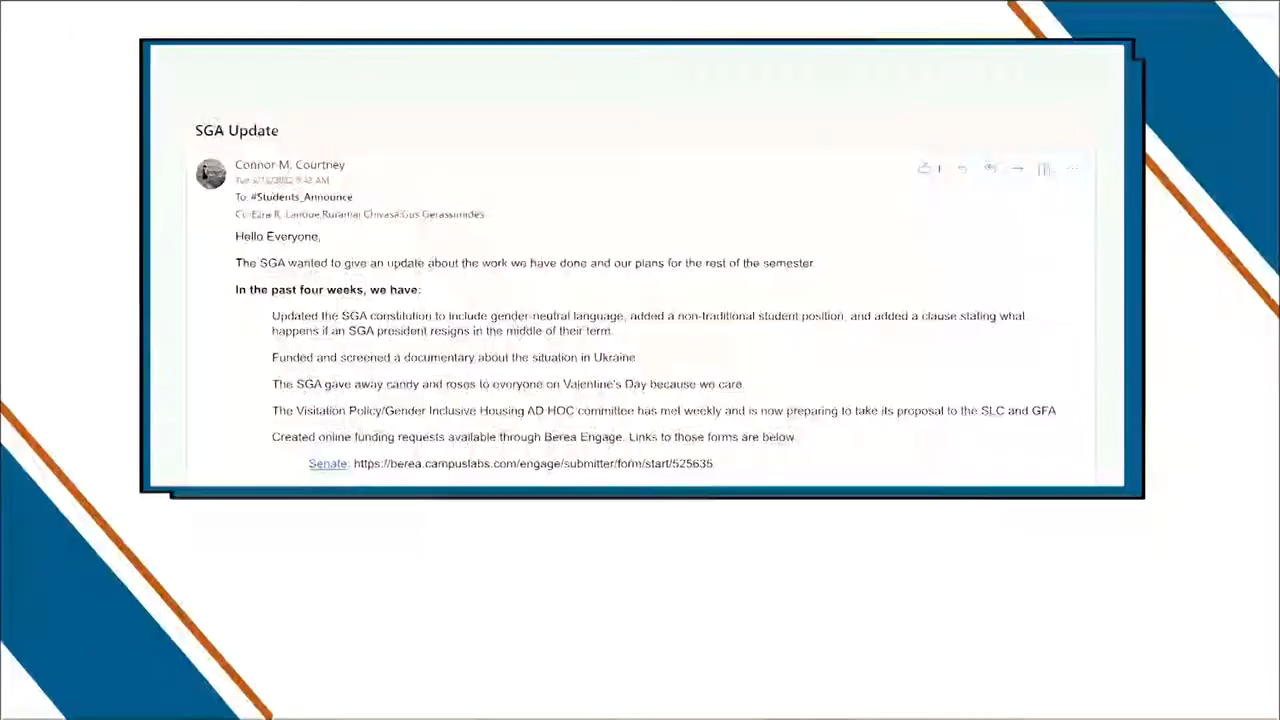 SGA Update
Connor M. Courtney
To: #Students_Announce
Hello Everyone,
The SGA wanted to give an update about the work we have done and our plans for the rest of the semester.
In the past four weeks, we have:
Updated the SGA constitution to include gender-neutral language, added a non-traditional student position, and added a clause stating what
happens if an SGA president resigns in the middle of their term.
Funded and screened a documentary about the situation in Ukraine
The SGA gave away candy and roses to everyone on Valentine's Day because we care.
The Visitation Policy/Gender Inclusive Housing AD HOC committee has met weekly and is now preparing to take its proposal to the SLC and GFA
Created online funding requests available through Berea Engage. Links to those forms are below.
Senate: https://berea.campuslabs.com/engage/submitter/form/start/525635